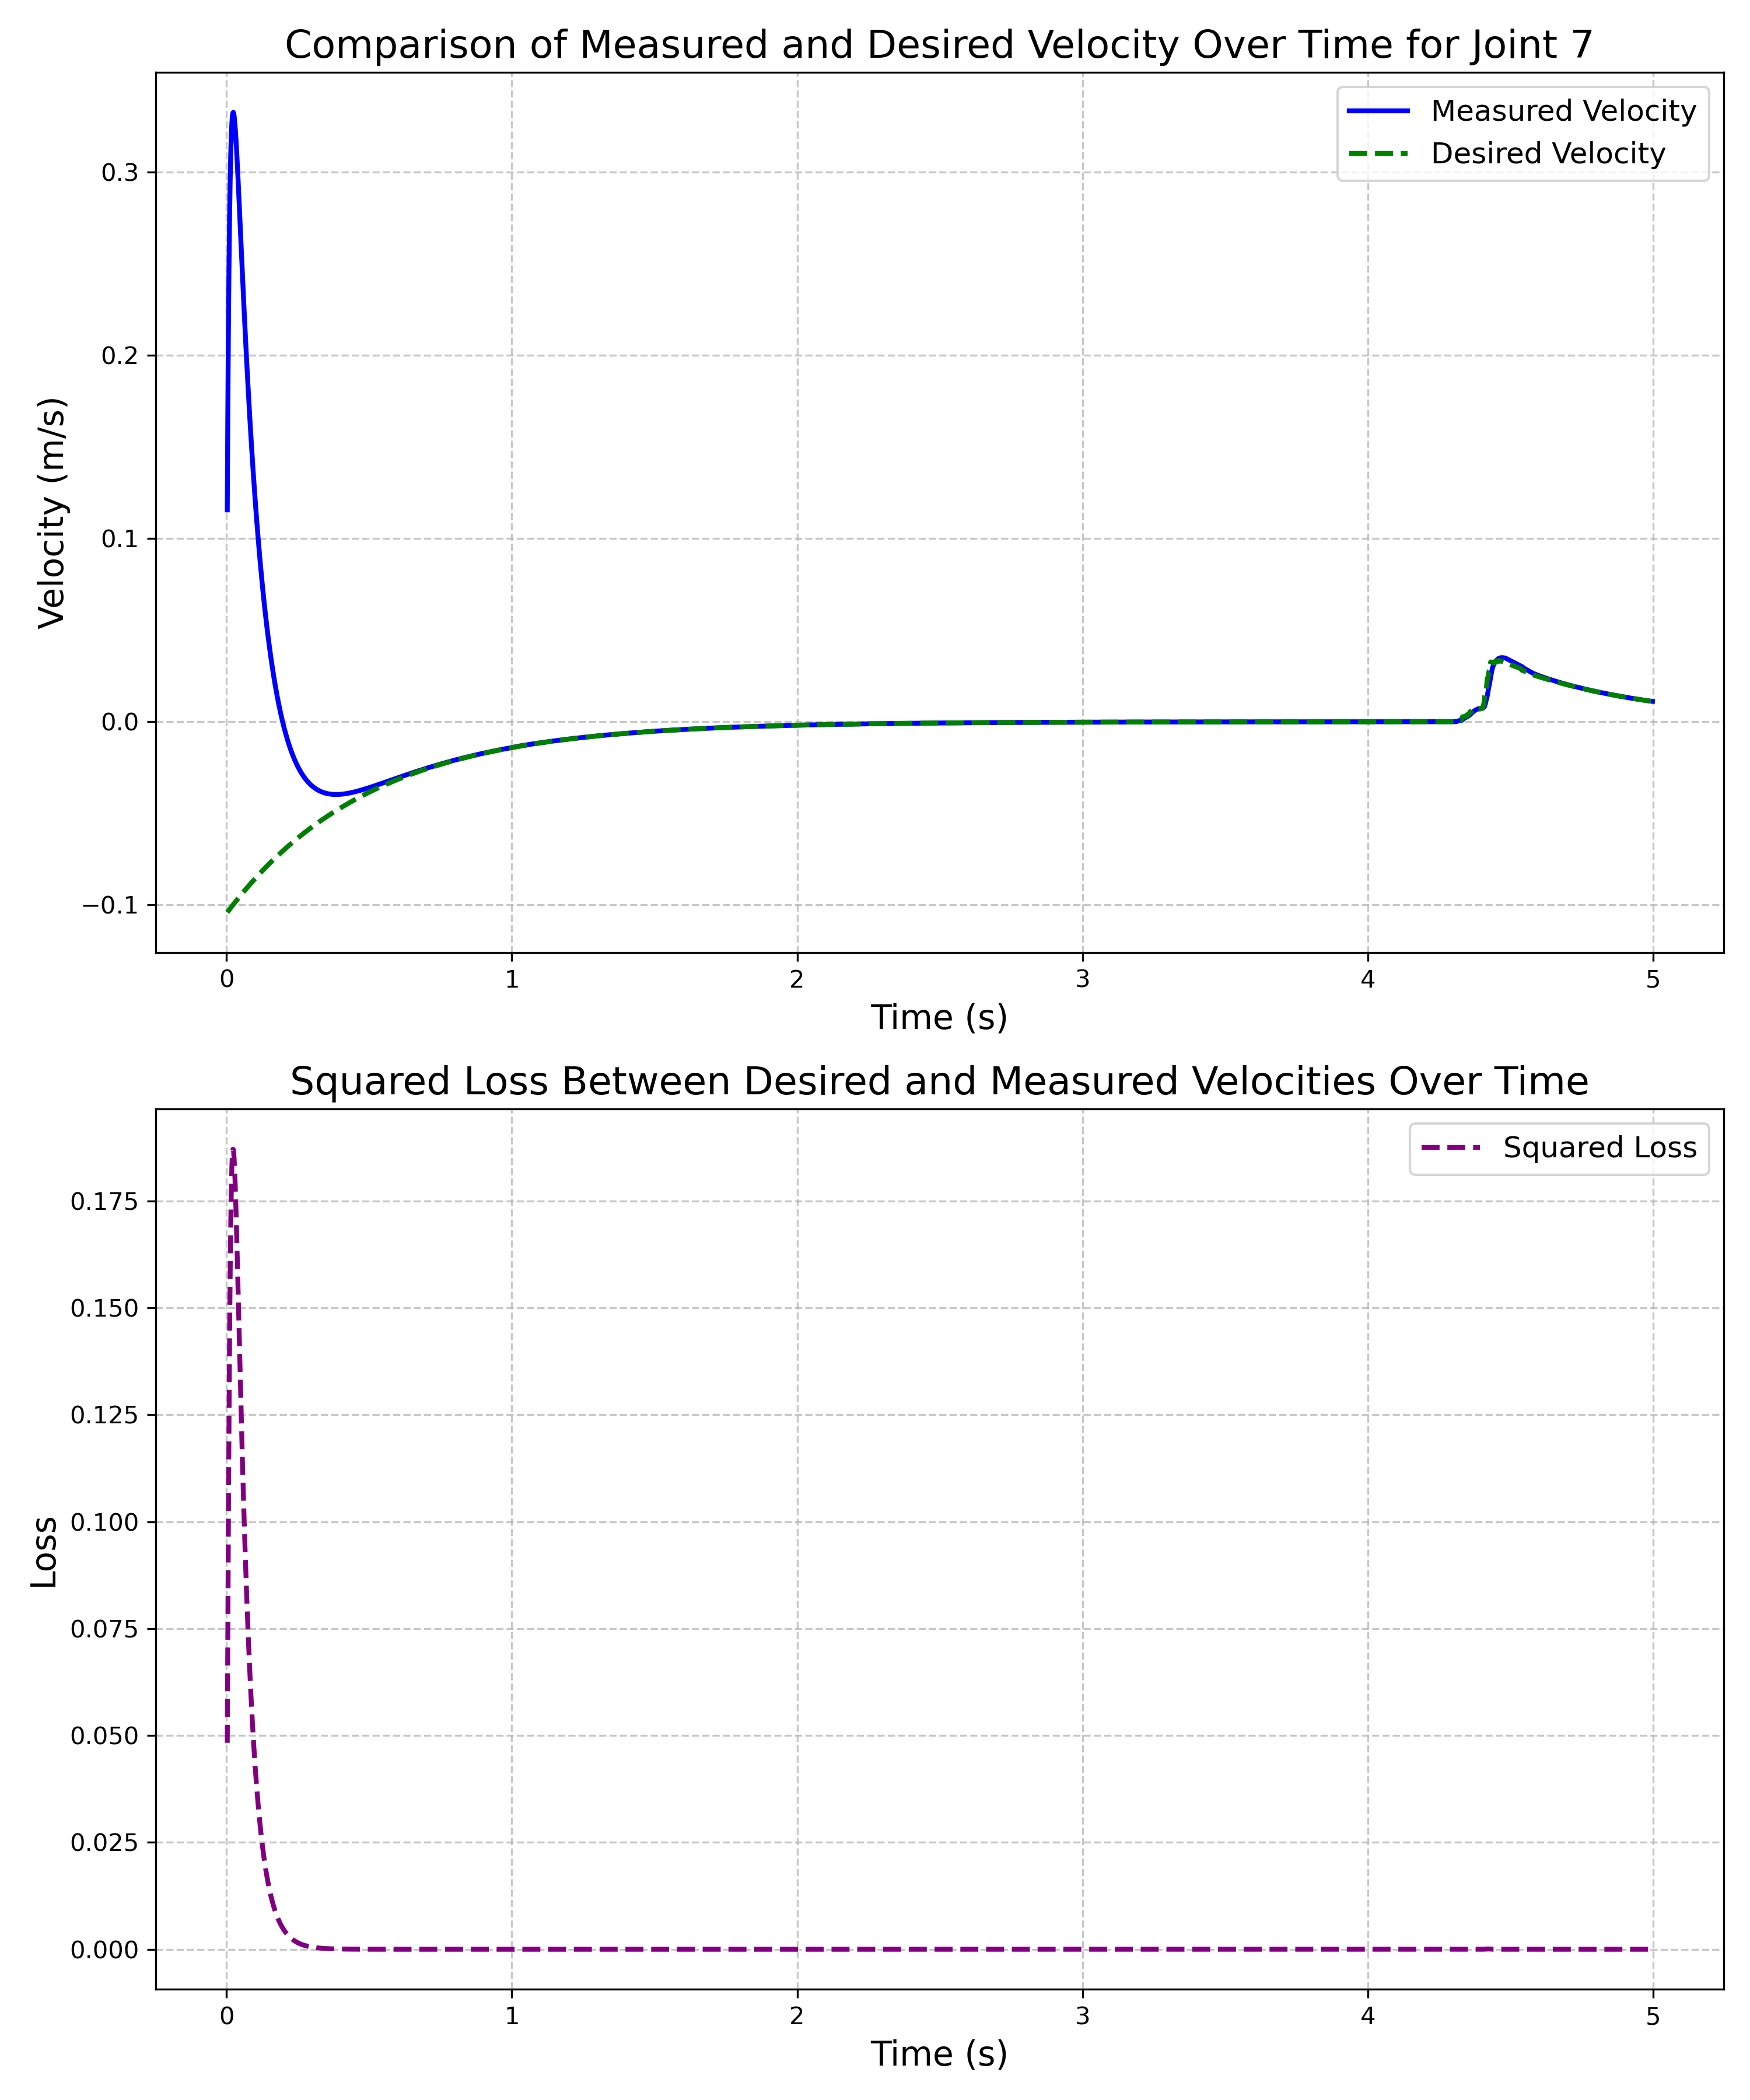 Comparison of Measured and Desired Velocity Over Time for Joint 7
Measured Velocity
Desired Velocity
Velocity (m/s)
0.3
0.2
0.1
0.0
−0.1
0 1 2 3 4 5
Time (s)
Squared Loss Between Desired and Measured Velocities Over Time
Squared Loss
Loss
0.175
0.150
0.125
0.100
0.075
0.050
0.025
0.000
0 1 2 3 4 5
Time (s)